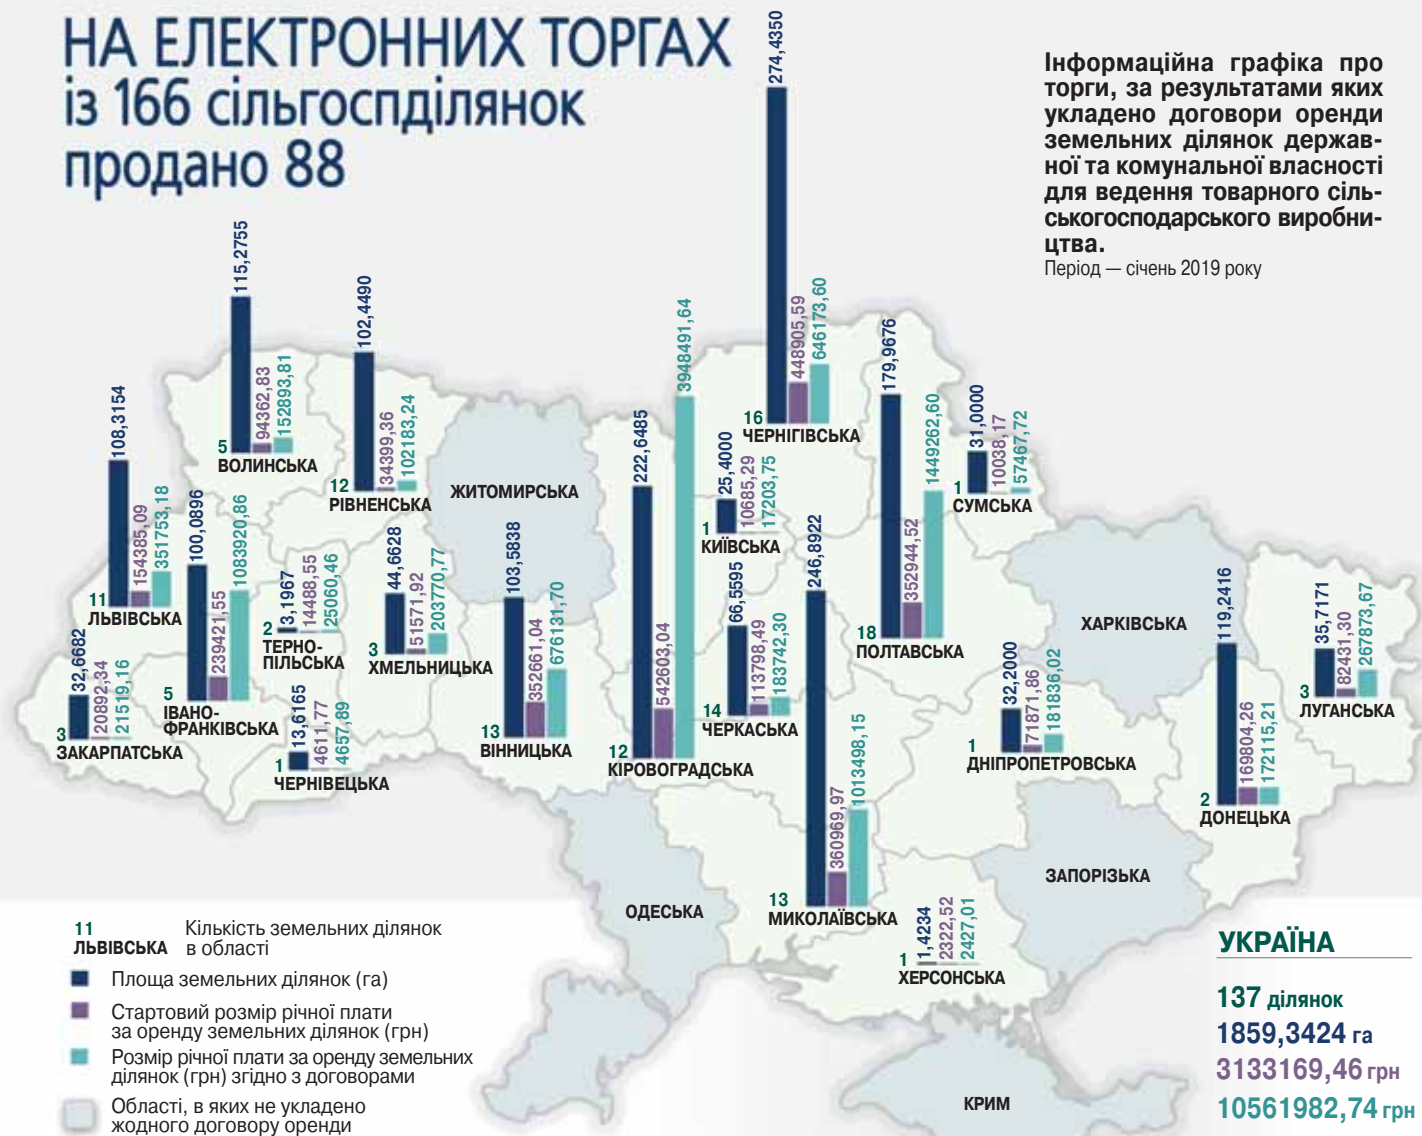 НА ЕЛЕКТРОННИХ ТОРГАХ
із 166 сільгоспділянок
продано 88
Інформаційна графіка про
торги, за результатами яких
укладено договори оренди
земельних ділянок держав-
ної та комунальної власності
для ведення товарного сіль-
ськогосподарського виробни-
цтва.
Період — січень 2019 року
115,2755
94362,83
152893,81
5
ВОЛИНСЬКА
102,4490
34399,36
102183,24
12
РІВНЕНСЬКА
ЖИТОМИРСЬКА
274,4350
448905,59
646173,60
16
ЧЕРНІГІВСЬКА
179,9676
352944,52
1449262,60
18
ПОЛТАВСЬКА
31,0000
10038,17
57467,72
1
СУМСЬКА
108,3154
154385,09
351753,18
11
ЛЬВІВСЬКА
100,0896
239421,55
1083920,86
5
ІВАНО-
ФРАНКІВСЬКА
3,1967
14488,55
25060,46
2
ТЕРНО-
ПІЛЬСЬКА
44,6628
51571,92
203770,77
3
ХМЕЛЬНИЦЬКА
103,5838
352661,04
676131,70
13
ВІННИЦЬКА
222,6485
542603,04
3948491,64
12
КІРОВОГРАДСЬКА
25,4000
10685,29
17203,75
1
КИЇВСЬКА
66,5595
113798,49
183742,30
14
ЧЕРКАСЬКА
246,8922
360969,97
1013498,15
13
МИКОЛАЇВСЬКА
32,2000
71871,86
181836,02
1
ДНІПРОПЕТРОВСЬКА
ХАРКІВСЬКА
119,2416
169804,26
172115,21
2
ДОНЕЦЬКА
35,7171
82431,30
267873,67
3
ЛУГАНСЬКА
32,6682
20892,34
21519,16
3
ЗАКАРПАТСЬКА
13,6165
4611,77
4657,89
1
ЧЕРНІВЕЦЬКА
ОДЕСЬКА
ЗАПОРІЗЬКА
1,4234
2322,52
2427,01
1
ХЕРСОНСЬКА
КРИМ
11
ЛЬВІВСЬКА
Кількість земельних ділянок
в області
Площа земельних ділянок (га)
Стартовий розмір річної плати
за оренду земельних ділянок (грн)
Розмір річної плати за оренду земельних
ділянок (грн) згідно з договорами
Області, в яких не укладено
жодного договору оренди
УКРАЇНА
137 ділянок
1859,3424 га
3133169,46 грн
10561982,74 грн